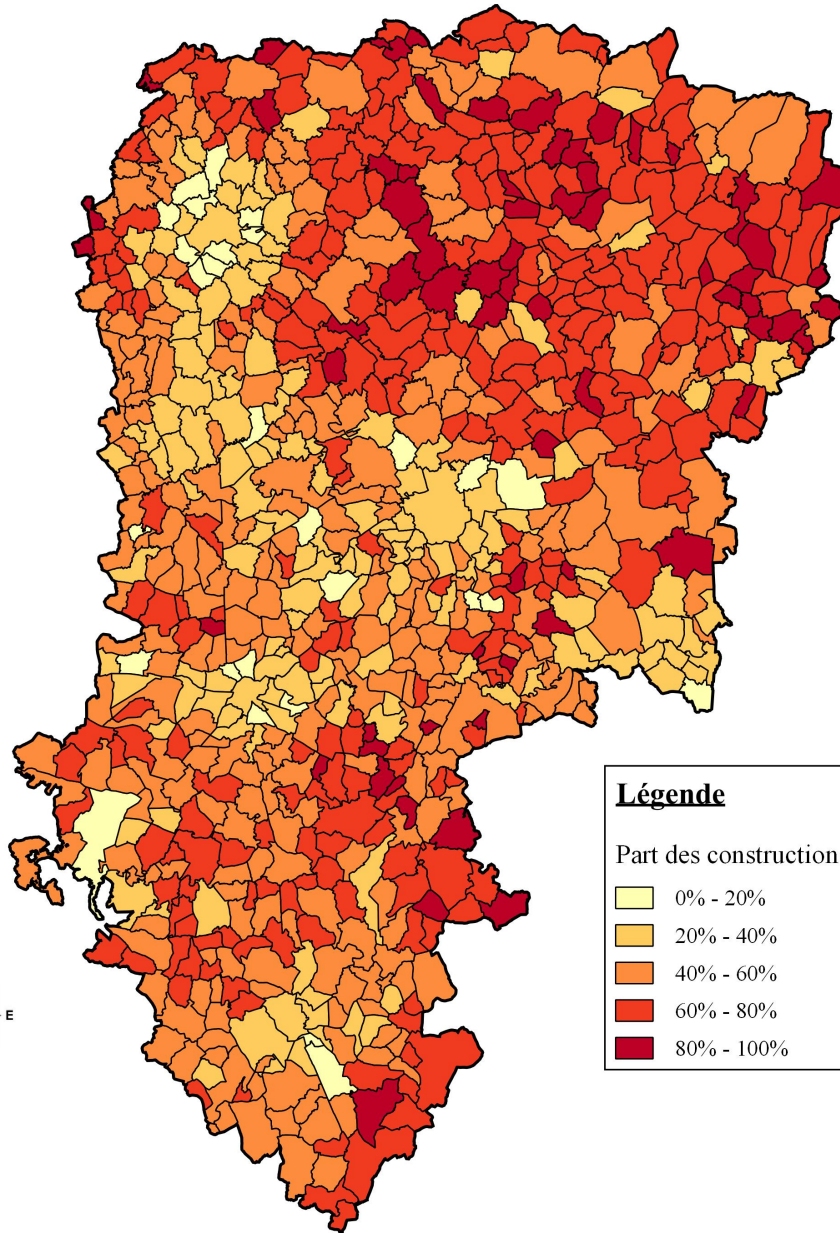 Légende
Part des construction
0% - 20%
20% - 40%
40% - 60%
60% - 80%
80% - 100%
E